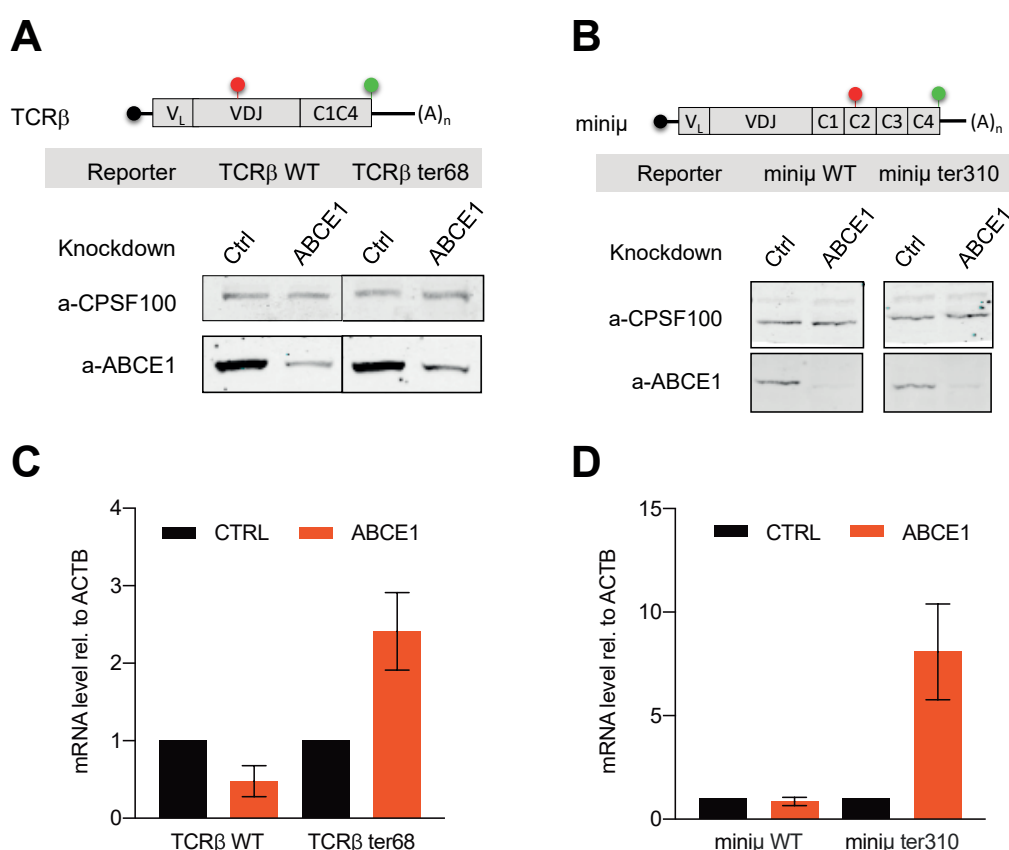 A
TCRβ
V_L VDJ C1C4 (A)n
Reporter TCRβ WT TCRβ ter68
Knockdown Ctrl ABCE1 Ctrl ABCE1
a-CPSF100
a-ABCE1
B
miniμ
V_L VDJ C1 C2 C3 C4 (A)n
Reporter miniμ WT miniμ ter310
Knockdown Ctrl ABCE1 Ctrl ABCE1
a-CPSF100
a-ABCE1
C
mRNA level rel. to ACTB
4
3
2
1
0
CTRL ABCE1
TCRβ WT TCRβ ter68
D
mRNA level rel. to ACTB
15
10
5
0
CTRL ABCE1
miniμ WT miniμ ter310